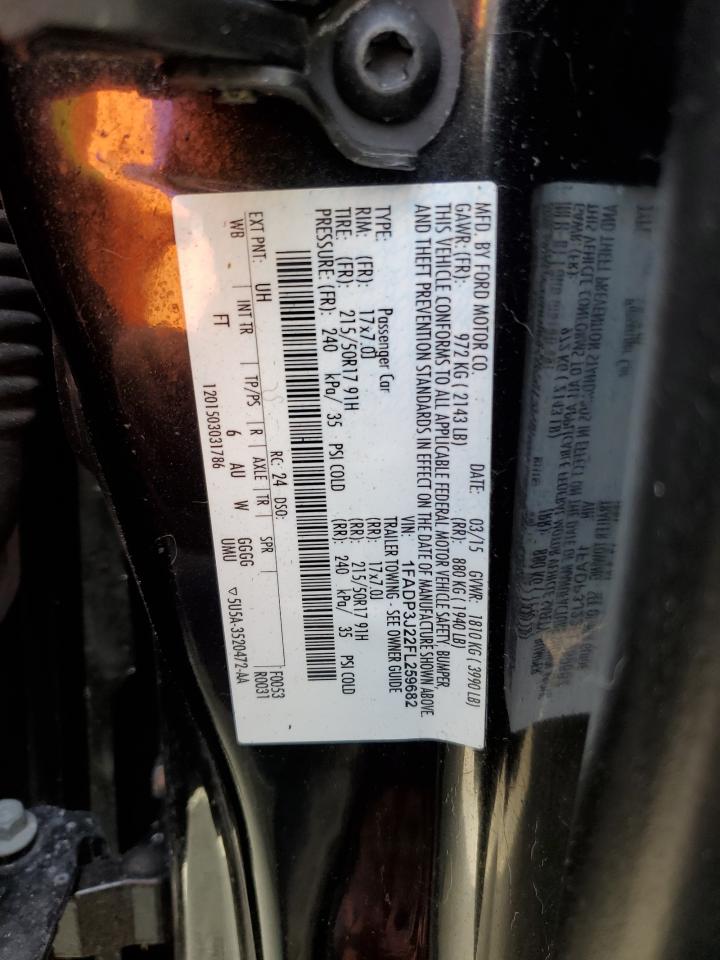 MFD. BY FORD MOTOR CO.
DATE: 03/15 GVWR: 1810 KG ( 3990 LB)
GAWR: (FR): 972 KG ( 2143 LB) (RR): 880 KG ( 1940 LB)
THIS VEHICLE CONFORMS TO ALL APPLICABLE FEDERAL MOTOR VEHICLE SAFETY, BUMPER,
AND THEFT PREVENTION STANDARDS IN EFFECT ON THE DATE OF MANUFACTURE SHOWN ABOVE.
VIN: 1FADP3J22FL259682
TYPE: Passenger Car TRAILER TOWING - SEE OWNER GUIDE
RIM: (FR): 17x7.0J (RR): 17x7.0J
TIRE: (FR): 215/50R17 91H (RR): 215/50R17 91H
PRESSURE: (FR): 240 kPa/ 35 PSI COLD (RR): 240 kPa/ 35 PSI COLD
RC: 24 DSO: F0053
EXT PNT: UH R0031
WB INT TR TP/PS R AXLE TR SPR
FT 6 AU W GGGG UMU
1201503031786 ▽5U5A-3520472-AA